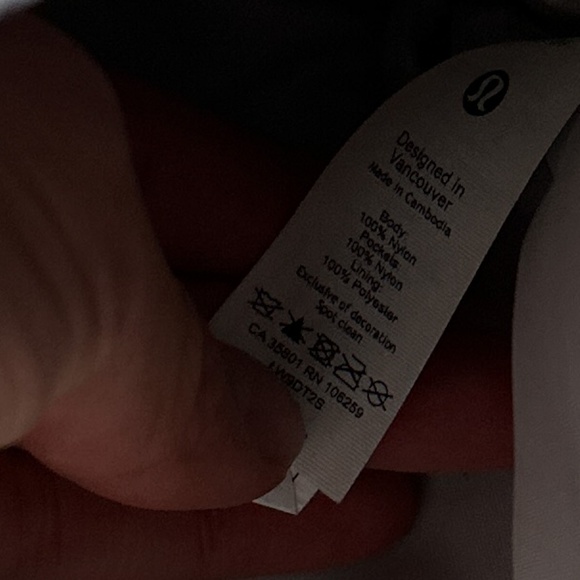 Designed in
Vancouver
Made in Cambodia
Body:
100% Nylon
Pockets:
100% Nylon
Lining:
100% Polyester
Exclusive of decoration
Spot clean
CA 35801 RN 106259
LW9DT2S